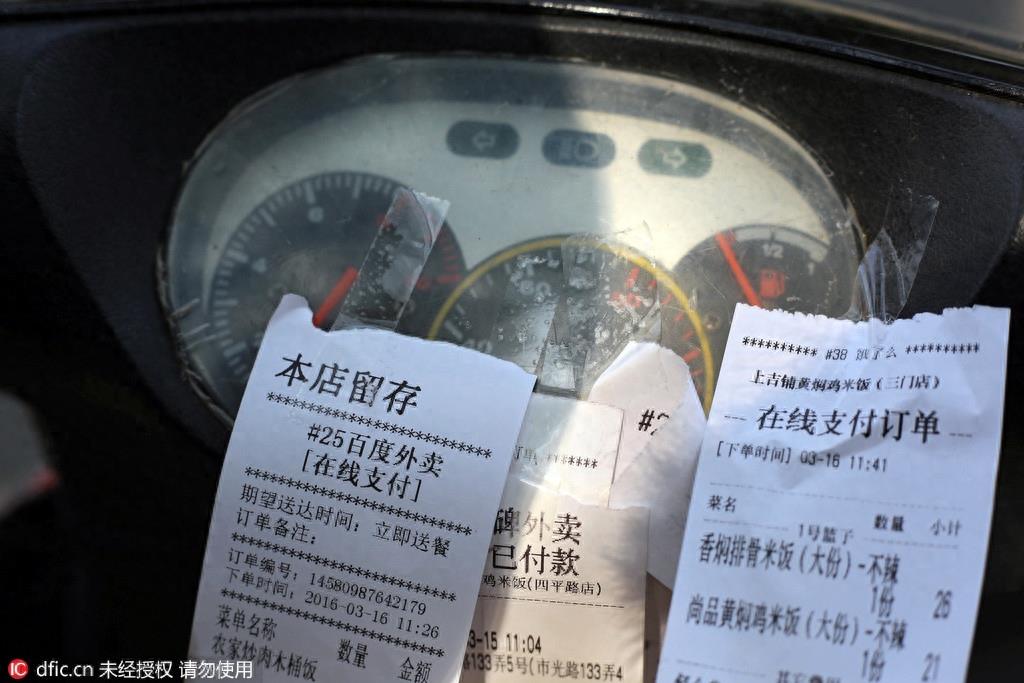 本店留存
**********************************
#25百度外卖
[在线支付]
**********************************
期望送达时间：立即送餐
订单备注：
**********************************
订单编号：14580987642179
下单时间：2016-03-16 11:26
**********************************
菜单名称 数量 金额
农家炒肉木桶饭
#2
******
碑外卖
已付款
鸡米饭(四平路店)
3-15 11:04
133弄5号(市光路133弄4
********** #38 饿了么 **********
上吉铺黄焖鸡米饭（三门店）
--- 在线支付订单 ---
[下单时间] 03-16 11:41
菜名 数量 小计
1号篮子
香焖排骨米饭(大份)-不辣
1份 26
尚品黄焖鸡米饭(大份)-不辣
1份 21
1/2
1
IC dfic.cn 未经授权 请勿使用